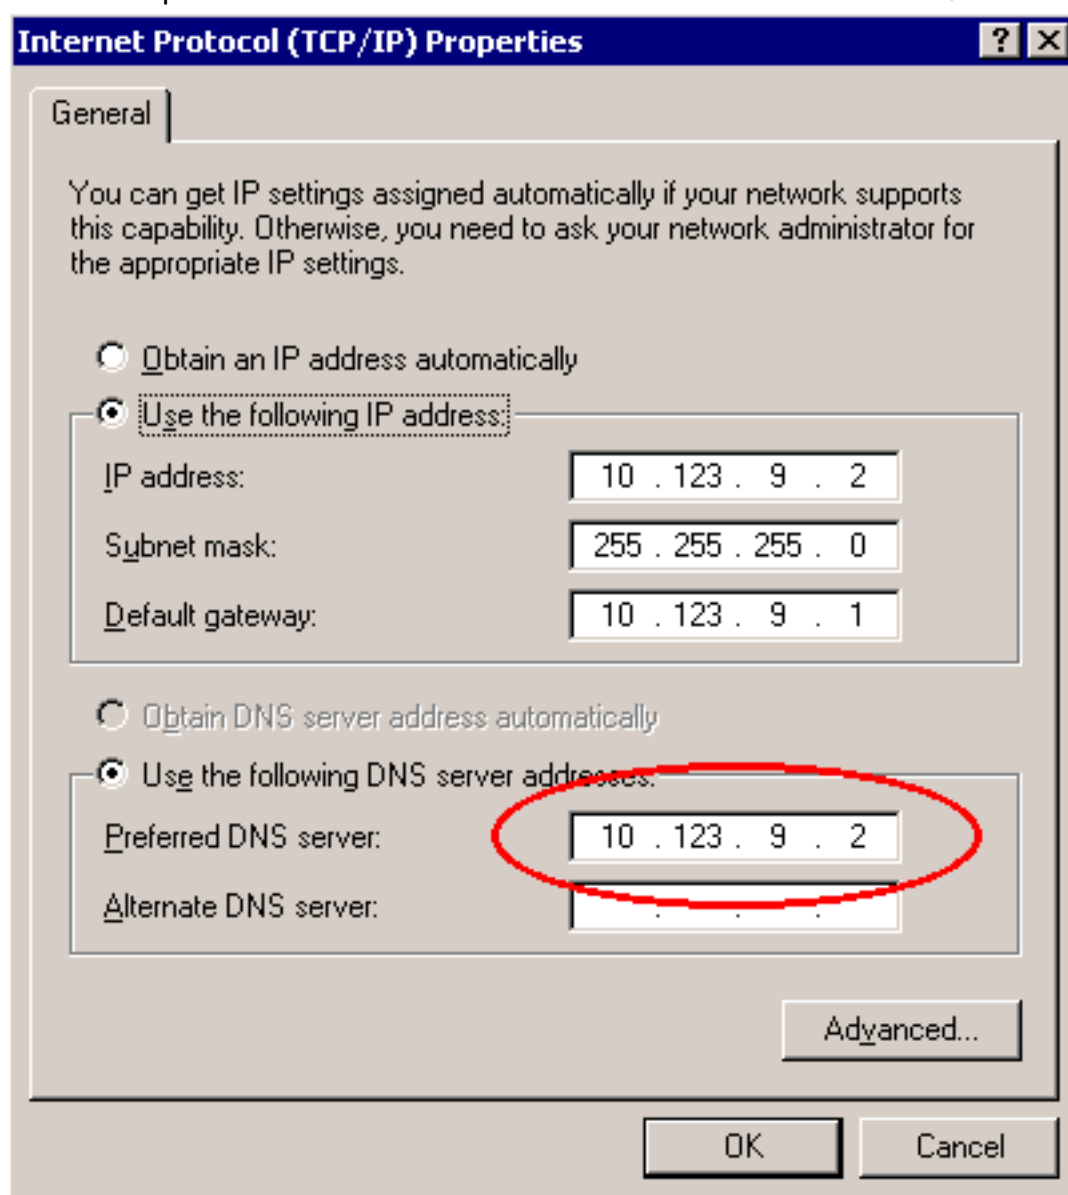 Internet Protocol (TCP/IP) Properties
General
You can get IP settings assigned automatically if your network supports
this capability. Otherwise, you need to ask your network administrator for
the appropriate IP settings.
Obtain an IP address automatically
Use the following IP address:
IP address: 10 . 123 . 9 . 2
Subnet mask: 255 . 255 . 255 . 0
Default gateway: 10 . 123 . 9 . 1
Obtain DNS server address automatically
Use the following DNS server addresses:
Preferred DNS server: 10 . 123 . 9 . 2
Alternate DNS server: . . .
Advanced...
OK Cancel